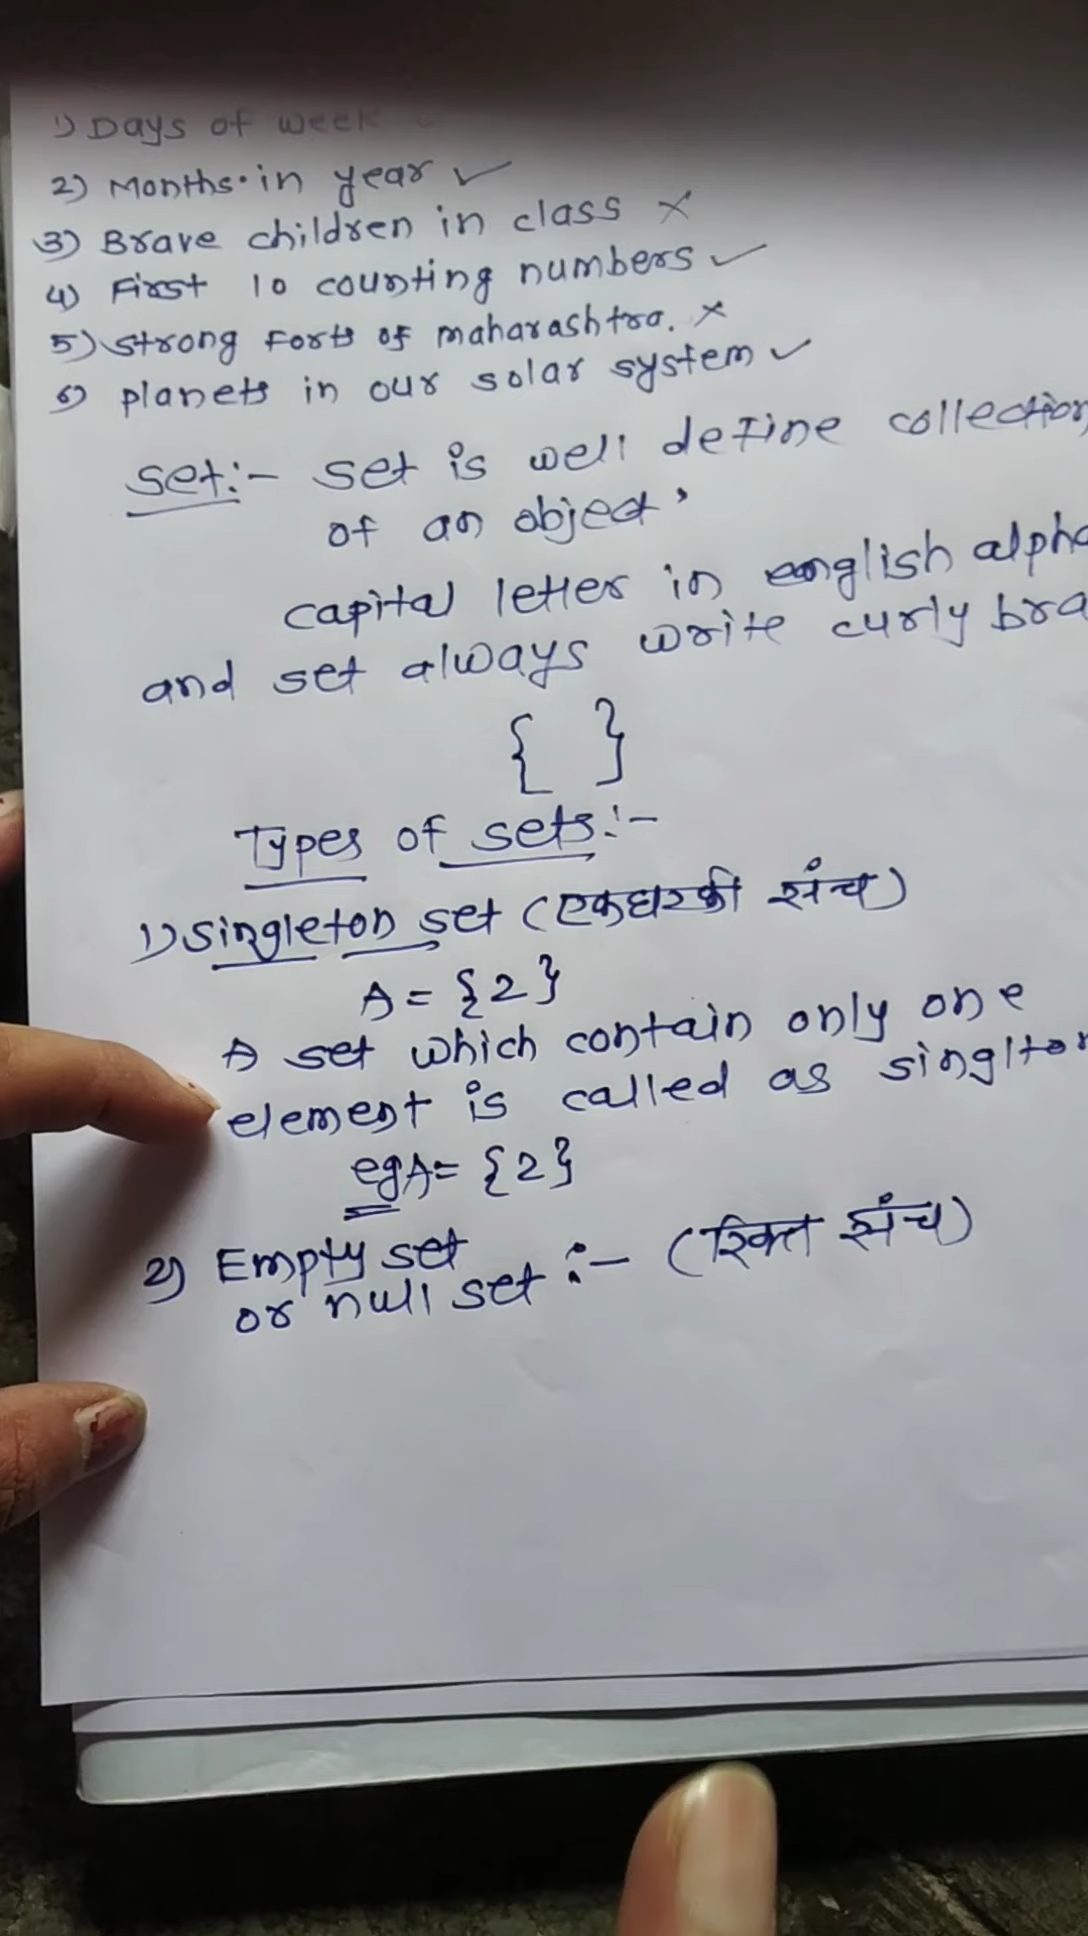 1) Days of week
2) Months in year ✓
3) Brave children in class ×
4) First 10 counting numbers ✓
5) strong forts of maharashtra. ×
6) planets in our solar system ✓
set:- set is well define collection
of an object,
capital letter in english alpha
and set always write curly bra
{ }
Types of sets:-
1) singleton set (एकघटकी संच)
A = {2}
A set which contain only one
element is called as singlton
eg A= {2}
2) Empty set
or null set :- (रिक्त संच)